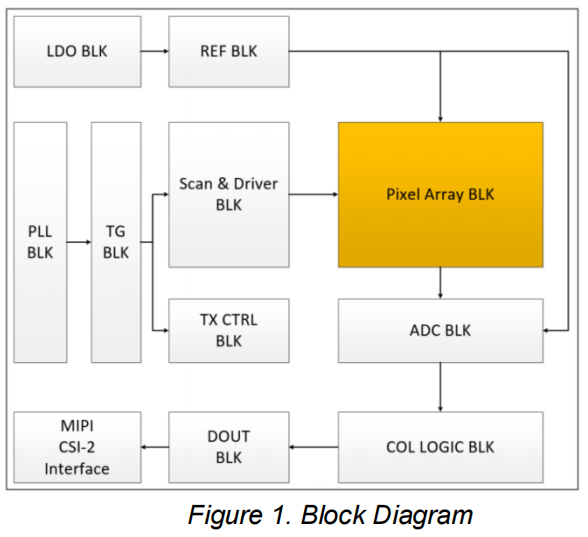 LDO BLK
REF BLK
PLL
BLK
TG
BLK
Scan & Driver
BLK
Pixel Array BLK
TX CTRL
BLK
ADC BLK
MIPI
CSI-2
Interface
DOUT
BLK
COL LOGIC BLK
Figure 1. Block Diagram